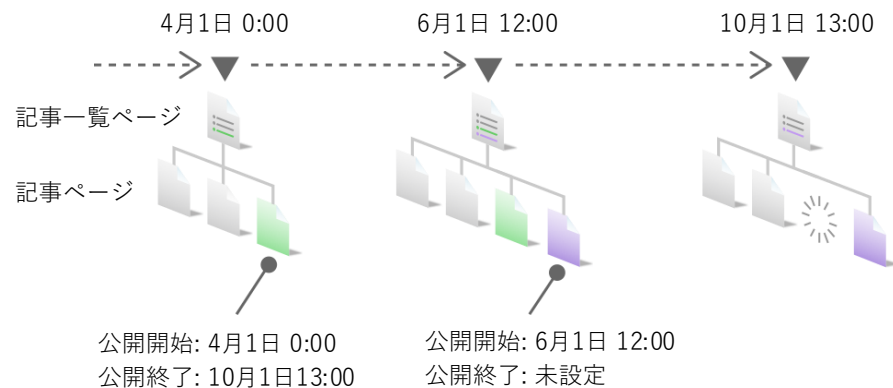 4月1日 0:00
6月1日 12:00
10月1日 13:00
記事一覧ページ
記事ページ
公開開始: 4月1日 0:00
公開終了: 10月1日13:00
公開開始: 6月1日 12:00
公開終了: 未設定